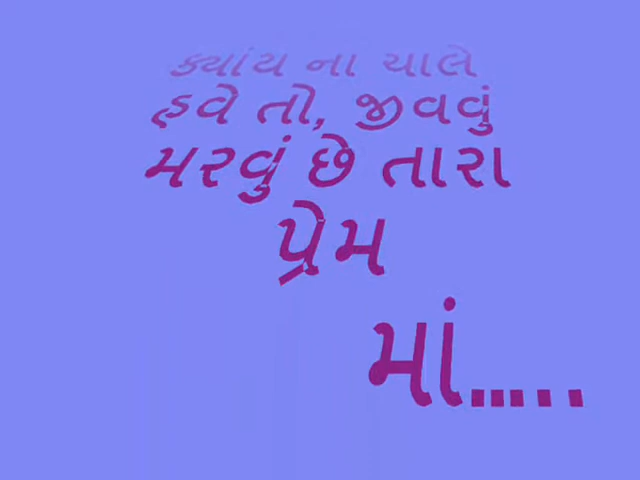 ક્યાંય ના ચાલે
હવે તો, જીવવું
મરવું છે તારા
પ્રેમ
માં.....